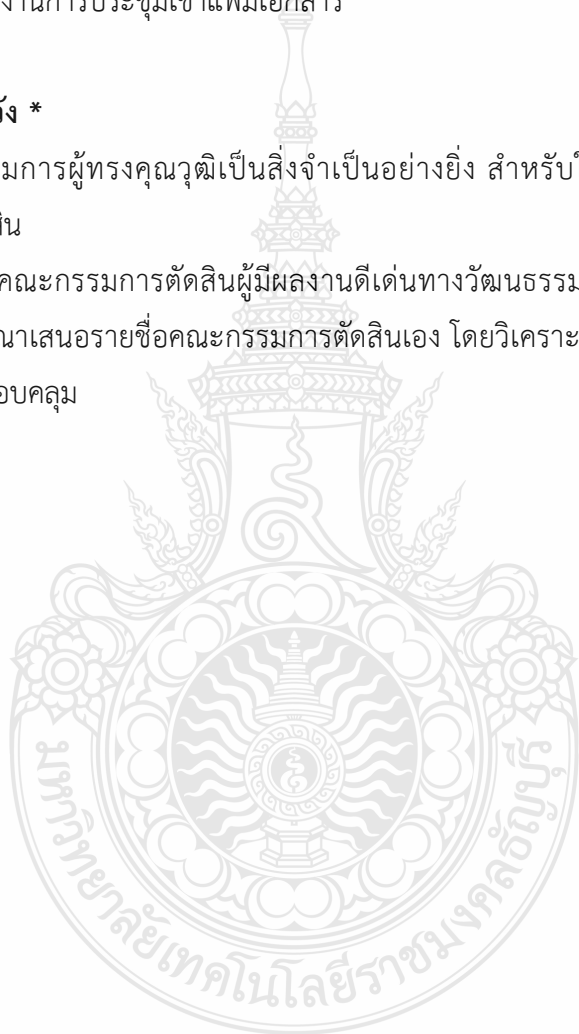 งานการประชุมเข้าแฟ้มเอกสาร
วัง *
มการผู้ทรงคุณวุฒิเป็นสิ่งจำเป็นอย่างยิ่ง สำหรับ
สิน
คณะกรรมการตัดสินผู้มีผลงานดีเด่นทางวัฒนธรรม
ณาเสนอรายชื่อคณะกรรมการตัดสินเอง โดยวิเคราะ
อบคลุม
มหาวิทยาลัยเทคโนโลยีราชมงคลธัญบุรี